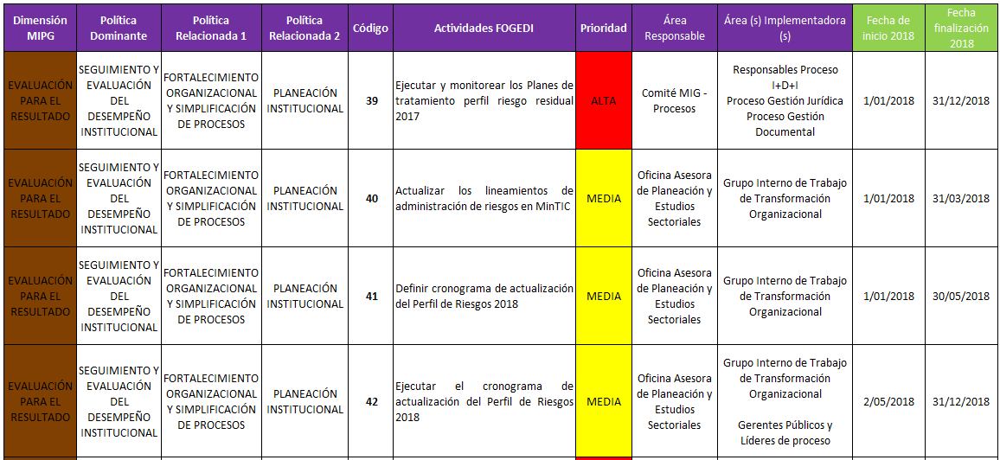 Dimensión
MIPG
Política
Dominante
Política
Relacionada 1
Política
Relacionada 2
Código
Actividades FOGEDI
Prioridad
Área
Responsable
Área (s) Implementadora
(s)
Fecha de
inicio 2018
Fecha
finalización
2018
EVALUACIÓN
PARA EL
RESULTADO
SEGUIMIENTO Y
EVALUACIÓN
DEL
DESEMPEÑO
INSTITUCIONAL
FORTALECIMIENTO
ORGANIZACIONAL
Y SIMPLIFICACIÓN
DE PROCESOS
PLANEACIÓN
INSTITUCIONAL
39
Ejecutar y monitorear los Planes de
tratamiento perfil riesgo residual
2017
ALTA
Comité MIG -
Procesos
Responsables Proceso
I+D+I
Proceso Gestión Jurídica
Proceso Gestión
Documental
1/01/2018
31/12/2018
EVALUACIÓN
PARA EL
RESULTADO
SEGUIMIENTO Y
EVALUACIÓN
DEL
DESEMPEÑO
INSTITUCIONAL
FORTALECIMIENTO
ORGANIZACIONAL
Y SIMPLIFICACIÓN
DE PROCESOS
PLANEACIÓN
INSTITUCIONAL
40
Actualizar los lineamientos de
administración de riesgos en MinTIC
MEDIA
Oficina Asesora
de Planeación y
Estudios
Sectoriales
Grupo Interno de Trabajo
de Transformación
Organizacional
1/01/2018
31/03/2018
EVALUACIÓN
PARA EL
RESULTADO
SEGUIMIENTO Y
EVALUACIÓN
DEL
DESEMPEÑO
INSTITUCIONAL
FORTALECIMIENTO
ORGANIZACIONAL
Y SIMPLIFICACIÓN
DE PROCESOS
PLANEACIÓN
INSTITUCIONAL
41
Definir cronograma de actualización
del Perfil de Riesgos 2018
MEDIA
Oficina Asesora
de Planeación y
Estudios
Sectoriales
Grupo Interno de Trabajo
de Transformación
Organizacional
1/01/2018
30/05/2018
EVALUACIÓN
PARA EL
RESULTADO
SEGUIMIENTO Y
EVALUACIÓN
DEL
DESEMPEÑO
INSTITUCIONAL
FORTALECIMIENTO
ORGANIZACIONAL
Y SIMPLIFICACIÓN
DE PROCESOS
PLANEACIÓN
INSTITUCIONAL
42
Ejecutar el cronograma de
actualización del Perfil de Riesgos
2018
MEDIA
Oficina Asesora
de Planeación y
Estudios
Sectoriales
Grupo Interno de Trabajo
de Transformación
Organizacional
Gerentes Públicos y
Líderes de proceso
2/05/2018
31/12/2018